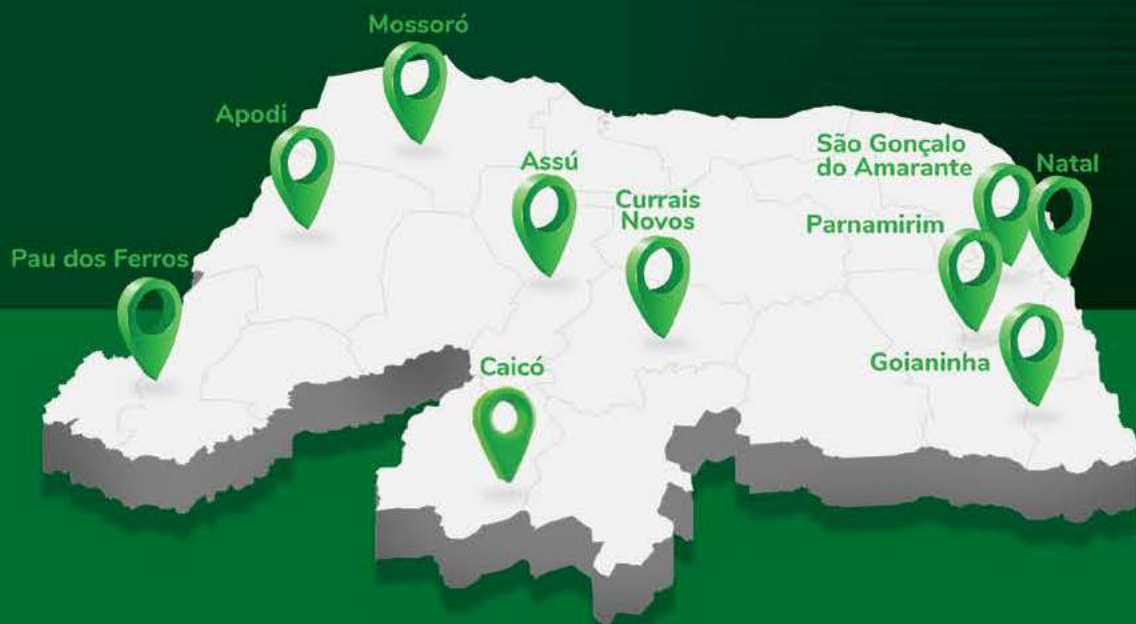 Mossoró
Apodi
Assú
São Gonçalo
do Amarante
Natal
Currais
Novos
Parnamirim
Pau dos Ferros
Caicó
Goianinha